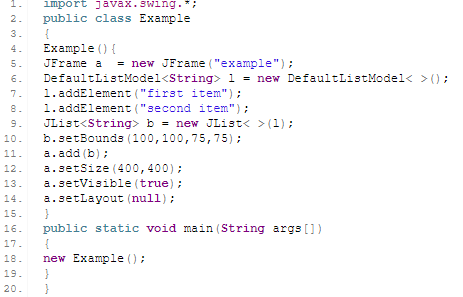 1. import javax.swing.*;
2. public class Example
3. {
4. Example(){
5. JFrame a  = new JFrame("example");
6. DefaultListModel<String> l = new DefaultListModel< >();
7. l.addElement("first item");
8. l.addElement("second item");
9. JList<String> b = new JList< >(l);
10. b.setBounds(100,100,75,75);
11. a.add(b);
12. a.setSize(400,400);
13. a.setVisible(true);
14. a.setLayout(null);
15. }
16. public static void main(String args[])
17. {
18. new Example();
19. }
20. }